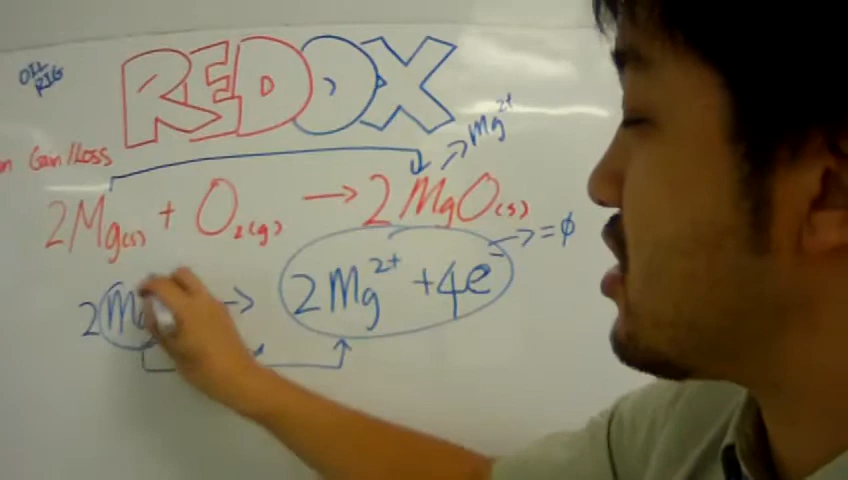 REDOX
OIL
RIG
Mg²⁺
Gain/Loss
2Mg(s) + O₂(g) → 2MgO(s)
→ = ϕ
2Mg → 2Mg²⁺ + 4e⁻